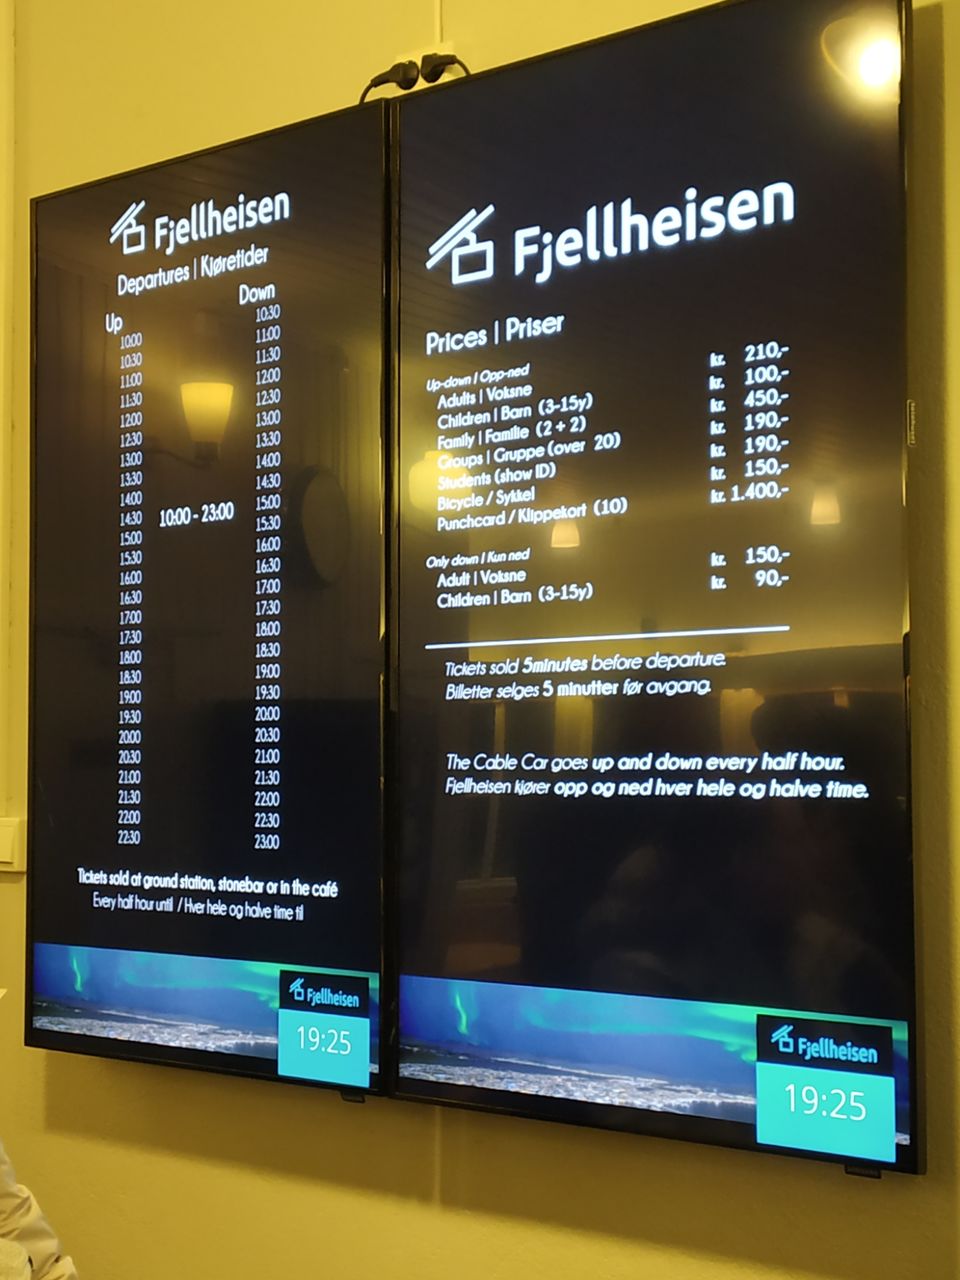 Fjellheisen
Departures | Kjøretider
Up
10:00
10:30
11:00
11:30
12:00
12:30
13:00
13:30
14:00
14:30
15:00
15:30
16:00
16:30
17:00
17:30
18:00
18:30
19:00
19:30
20:00
20:30
21:00
21:30
22:00
22:30
10:00 - 23:00
Down
10:30
11:00
11:30
12:00
12:30
13:00
13:30
14:00
14:30
15:00
15:30
16:00
16:30
17:00
17:30
18:00
18:30
19:00
19:30
20:00
20:30
21:00
21:30
22:00
22:30
23:00
Tickets sold at ground station, stonebar or in the café
Every half hour until / Hver hele og halve time til
Fjellheisen
19:25
Fjellheisen
Prices | Priser
Up-down | Opp-ned
Adults | Voksne kr. 210,-
Children | Barn (3-15y) kr. 100,-
Family | Familie (2 + 2) kr. 450,-
Groups | Gruppe (over 20) kr. 190,-
Students (show ID) kr. 190,-
Bicycle / Sykkel kr. 150,-
Punchcard / Klippekort (10) kr. 1.400,-
Only down | Kun ned
Adult | Voksne kr. 150,-
Children | Barn (3-15y) kr. 90,-
Tickets sold 5minutes before departure.
Billetter selges 5 minutter før avgang.
The Cable Car goes up and down every half hour.
Fjellheisen kjører opp og ned hver hele og halve time.
Fjellheisen
19:25